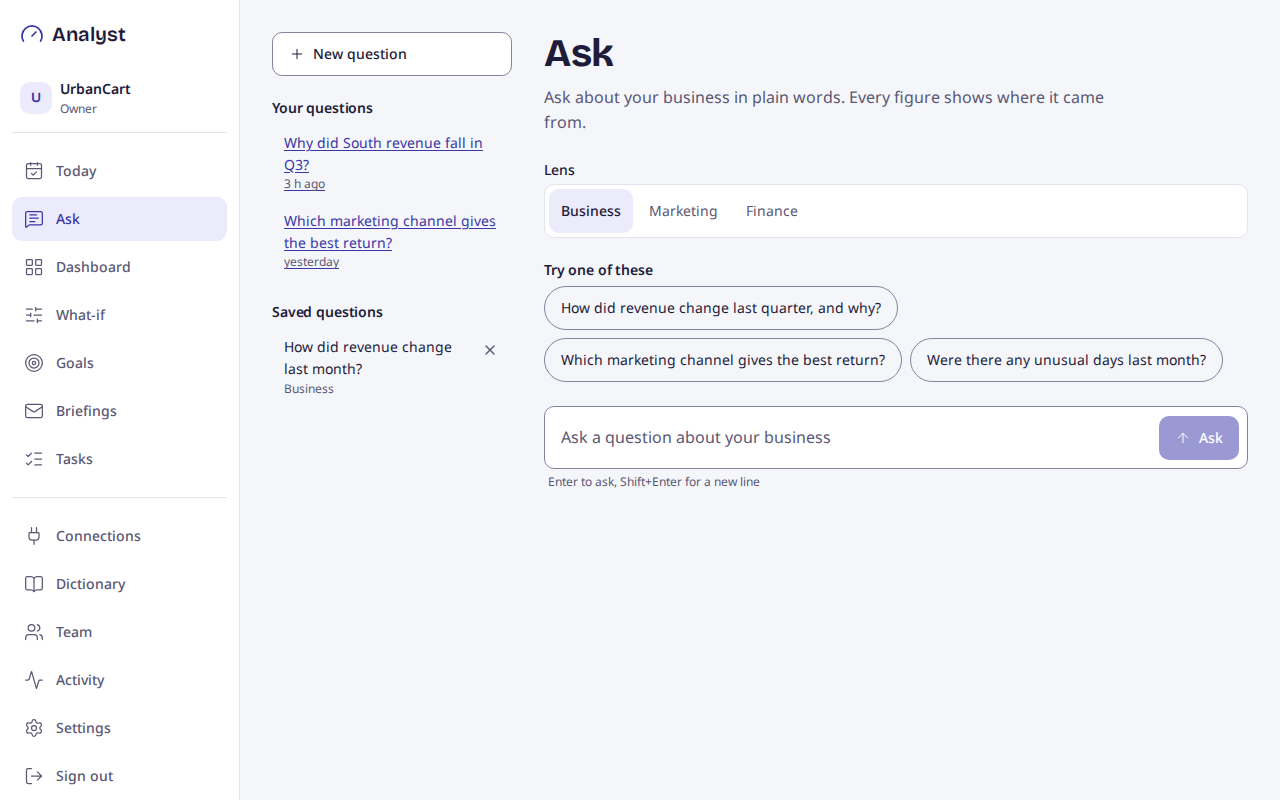 Analyst
U
UrbanCart
Owner
Today
Ask
Dashboard
What-if
Goals
Briefings
Tasks
Connections
Dictionary
Team
Activity
Settings
Sign out
New question
Your questions
Why did South revenue fall in
Q3?
3 h ago
Which marketing channel gives
the best return?
yesterday
Saved questions
How did revenue change
last month?
Business
Ask
Ask about your business in plain words. Every figure shows where it came
from.
Lens
Business
Marketing
Finance
Try one of these
How did revenue change last quarter, and why?
Which marketing channel gives the best return?
Were there any unusual days last month?
Ask a question about your business
Ask
Enter to ask, Shift+Enter for a new line